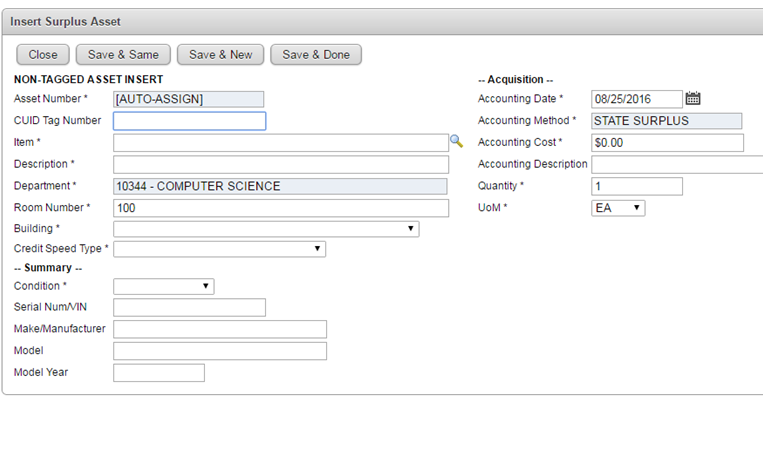 Insert Surplus Asset
Close Save & Same Save & New Save & Done
NON-TAGGED ASSET INSERT
Asset Number * [AUTO-ASSIGN]
CUID Tag Number
Item *
Description *
Department * 10344 - COMPUTER SCIENCE
Room Number * 100
Building *
Credit Speed Type *
-- Summary --
Condition *
Serial Num/VIN
Make/Manufacturer
Model
Model Year
-- Acquisition --
Accounting Date * 08/25/2016
Accounting Method * STATE SURPLUS
Accounting Cost * $0.00
Accounting Description
Quantity * 1
UoM * EA